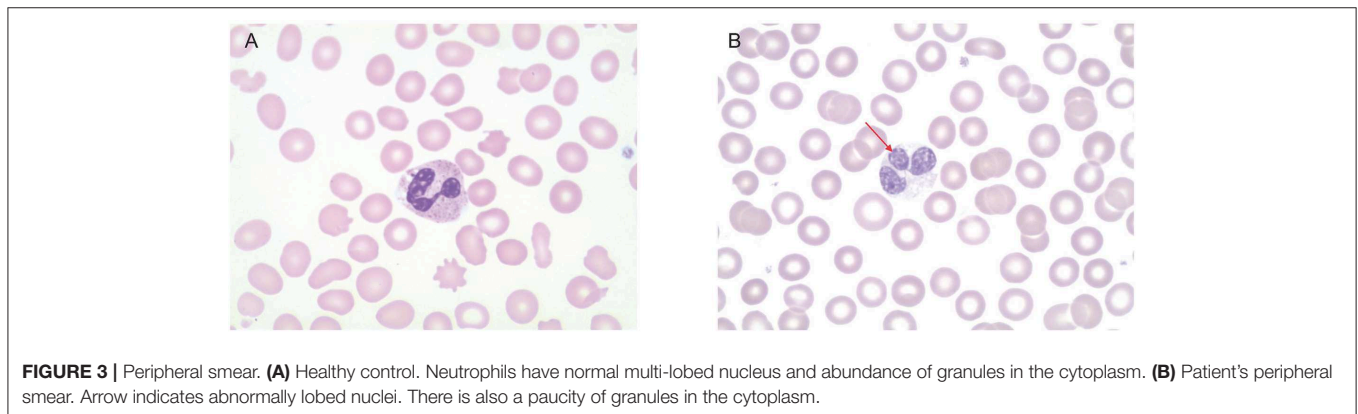 A
B
FIGURE 3 | Peripheral smear. (A) Healthy control. Neutrophils have normal multi-lobed nucleus and abundance of granules in the cytoplasm. (B) Patient's peripheral
smear. Arrow indicates abnormally lobed nuclei. There is also a paucity of granules in the cytoplasm.